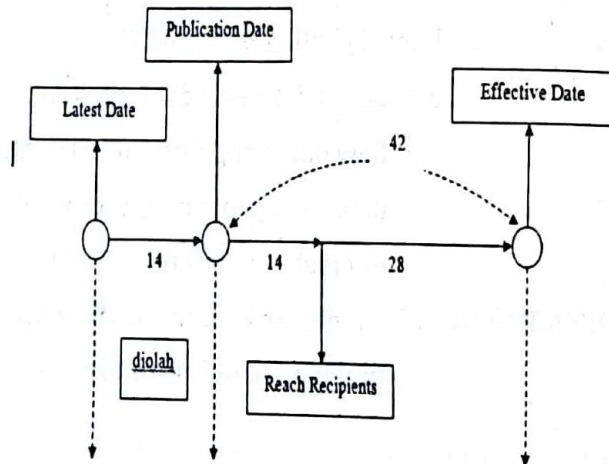 Publication Date
Latest Date
Effective Date
42
14
14
28
diolah
Reach Recipients